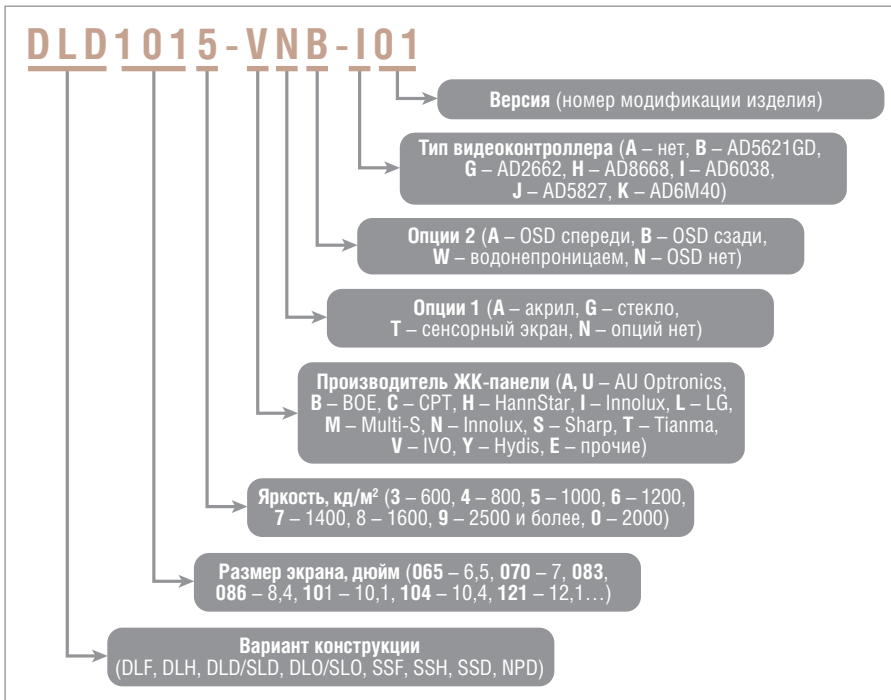 DLD1015-VNB-I01
Версия (номер модификации изделия)
Тип видеоконтроллера (A – нет, B – AD5621GD,
G – AD2662, H – AD8668, I – AD6038,
J – AD5827, K – AD6M40)
Опции 2 (A – OSD спереди, B – OSD сзади,
W – водонепроницаем, N – OSD нет)
Опции 1 (A – акрил, G – стекло,
T – сенсорный экран, N – опций нет)
Производитель ЖК-панели (A, U – AU Optronics,
B – BOE, C – CPT, H – HannStar, I – Innolux, L – LG,
M – Multi-S, N – Innolux, S – Sharp, T – Tianma,
V – IVO, Y – Hydis, E – прочие)
Яркость, кд/м² (3 – 600, 4 – 800, 5 – 1000, 6 – 1200,
7 – 1400, 8 – 1600, 9 – 2500 и более, 0 – 2000)
Размер экрана, дюйм (065 – 6,5, 070 – 7, 083,
086 – 8,4, 101 – 10,1, 104 – 10,4, 121 – 12,1…)
Вариант конструкции
(DLF, DLH, DLD/SLD, DLO/SLO, SSF, SSH, SSD, NPD)